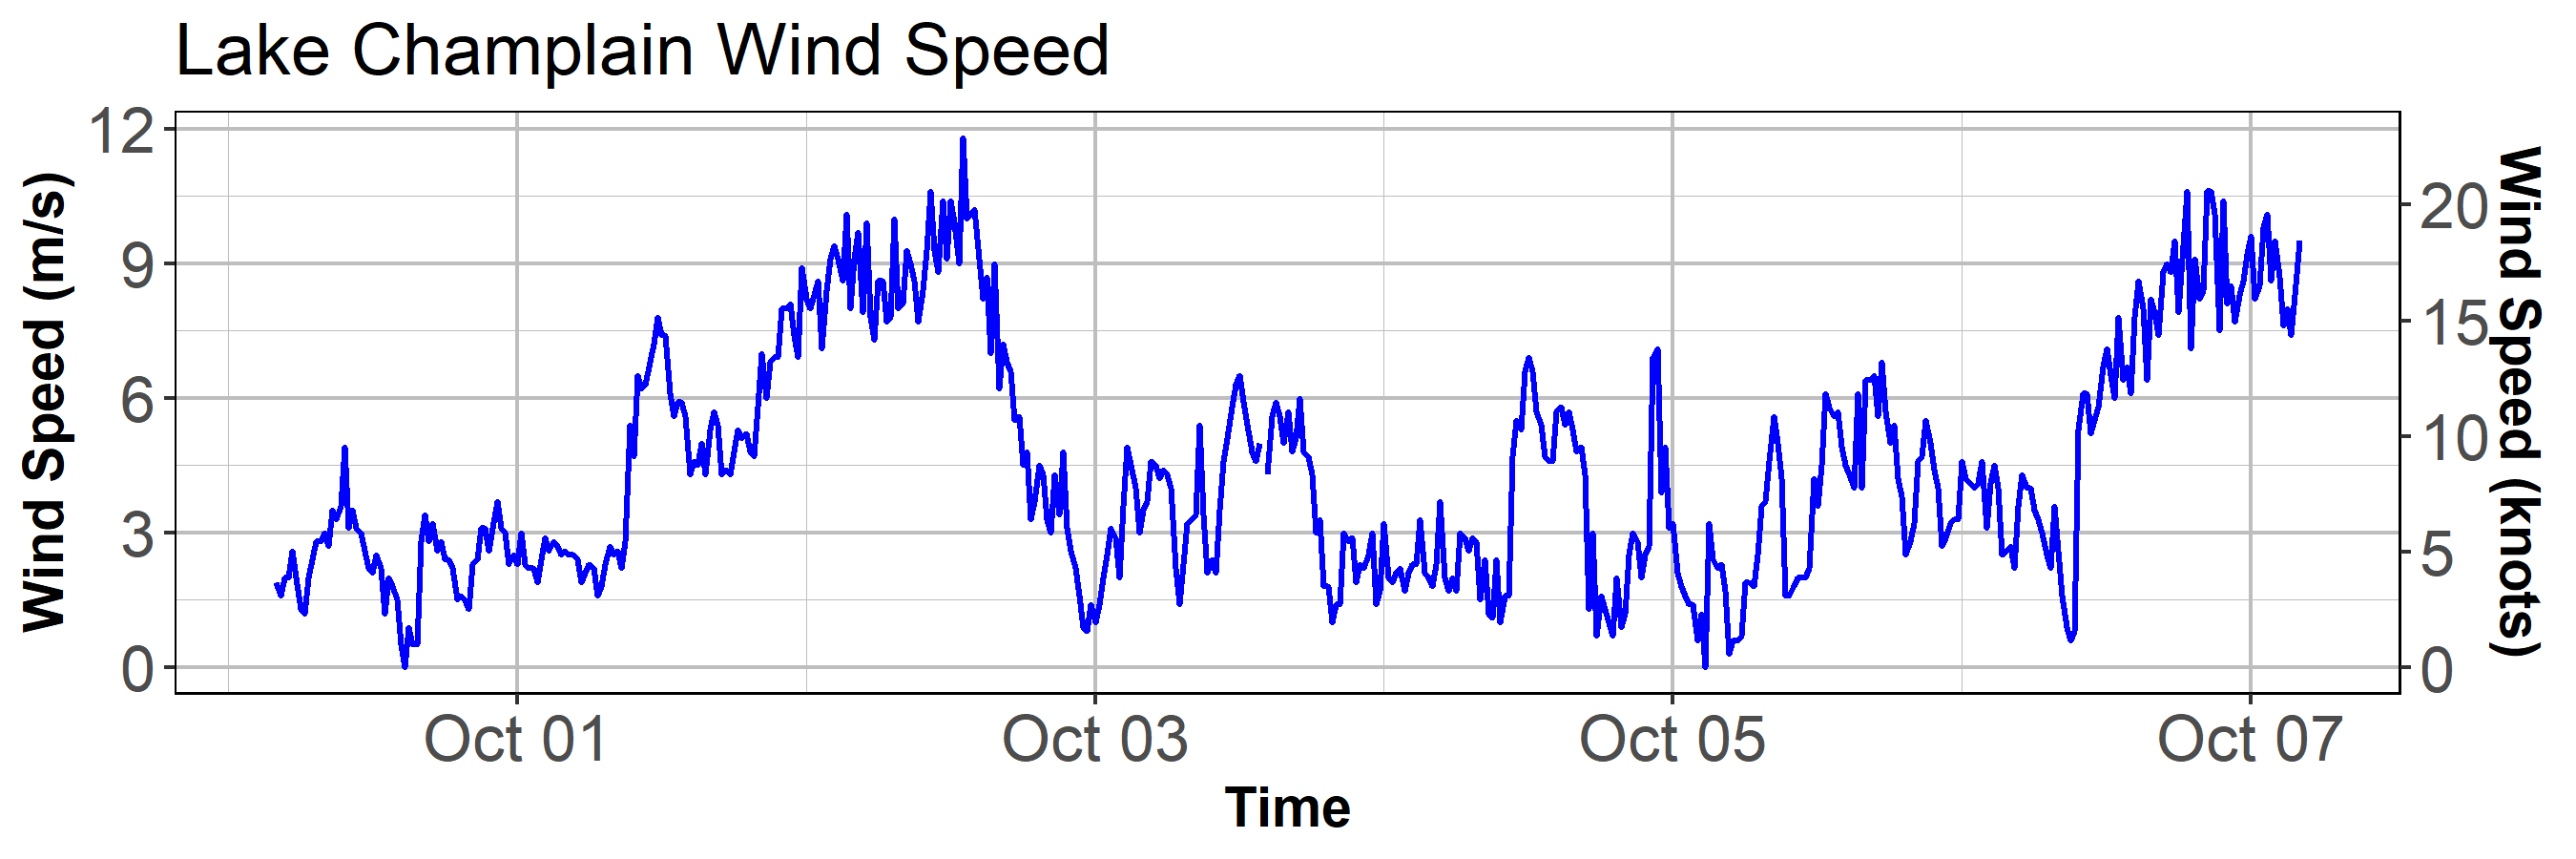 Lake Champlain Wind Speed
Wind Speed (m/s)
12
9
6
3
0
20
15
10
5
0
Wind Speed (knots)
Oct 01
Oct 03
Oct 05
Oct 07
Time